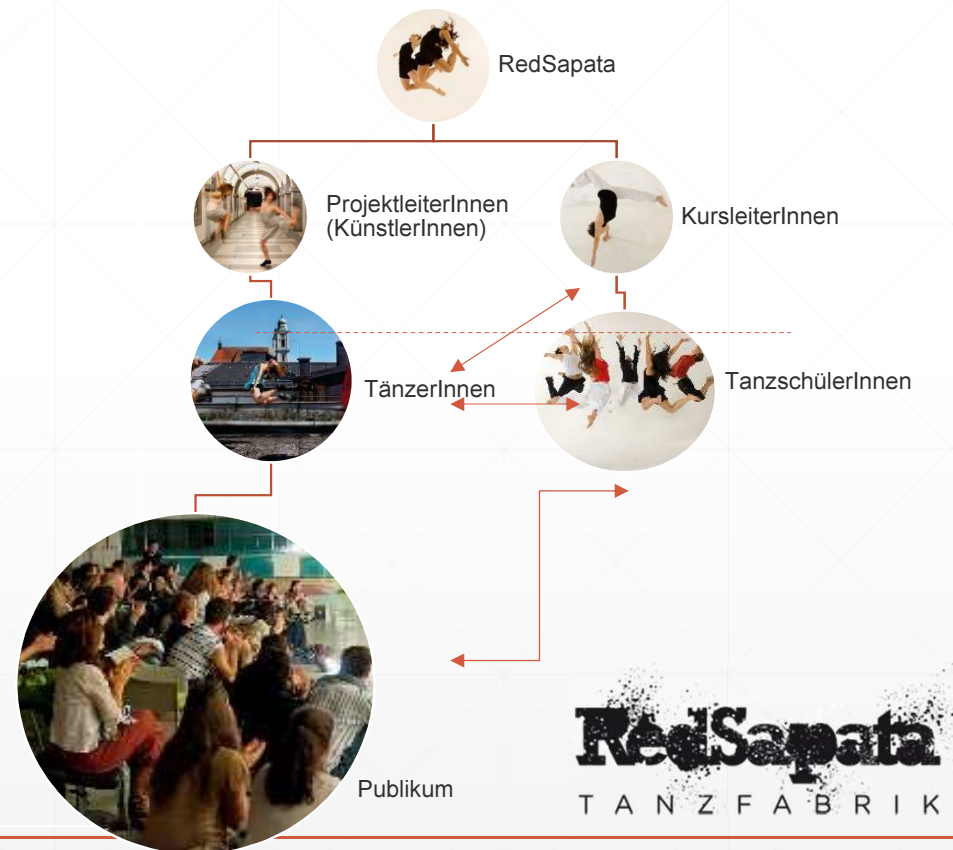 RedSapata
ProjektleiterInnen
(KünstlerInnen)
KursleiterInnen
TänzerInnen
TanzschülerInnen
Publikum
RedSapata
TANZFABRIK